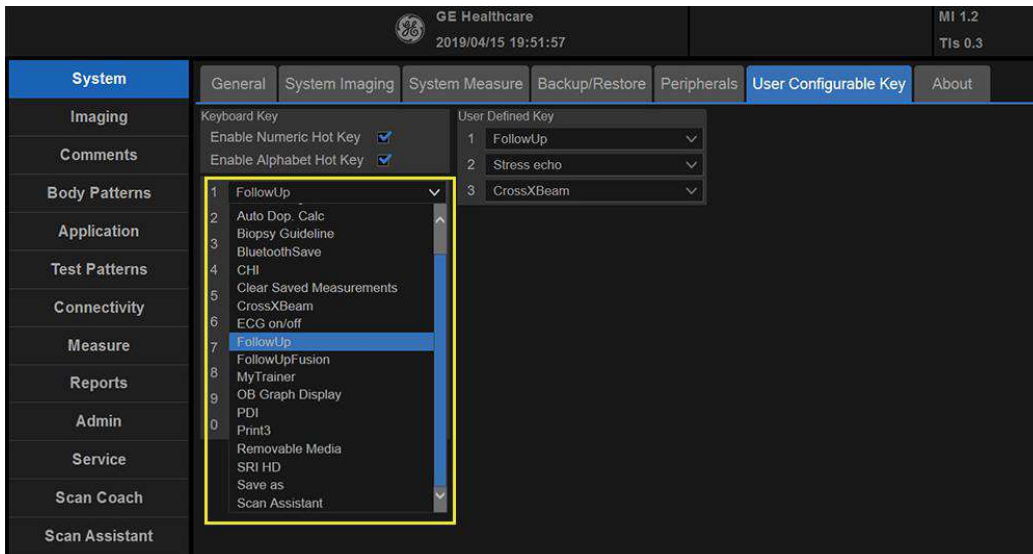 GE Healthcare
2019/04/15 19:51:57
MI 1.2
TIs 0.3
System
Imaging
Comments
Body Patterns
Application
Test Patterns
Connectivity
Measure
Reports
Admin
Service
Scan Coach
Scan Assistant
General System Imaging System Measure Backup/Restore Peripherals User Configurable Key About
Keyboard Key
Enable Numeric Hot Key
Enable Alphabet Hot Key
1 FollowUp
2
3
4
5
6
7
8
9
0
Auto Dop. Calc
Biopsy Guideline
BluetoothSave
CHI
Clear Saved Measurements
CrossXBeam
ECG on/off
FollowUp
FollowUpFusion
MyTrainer
OB Graph Display
PDI
Print3
Removable Media
SRI HD
Save as
Scan Assistant
User Defined Key
1 FollowUp
2 Stress echo
3 CrossXBeam